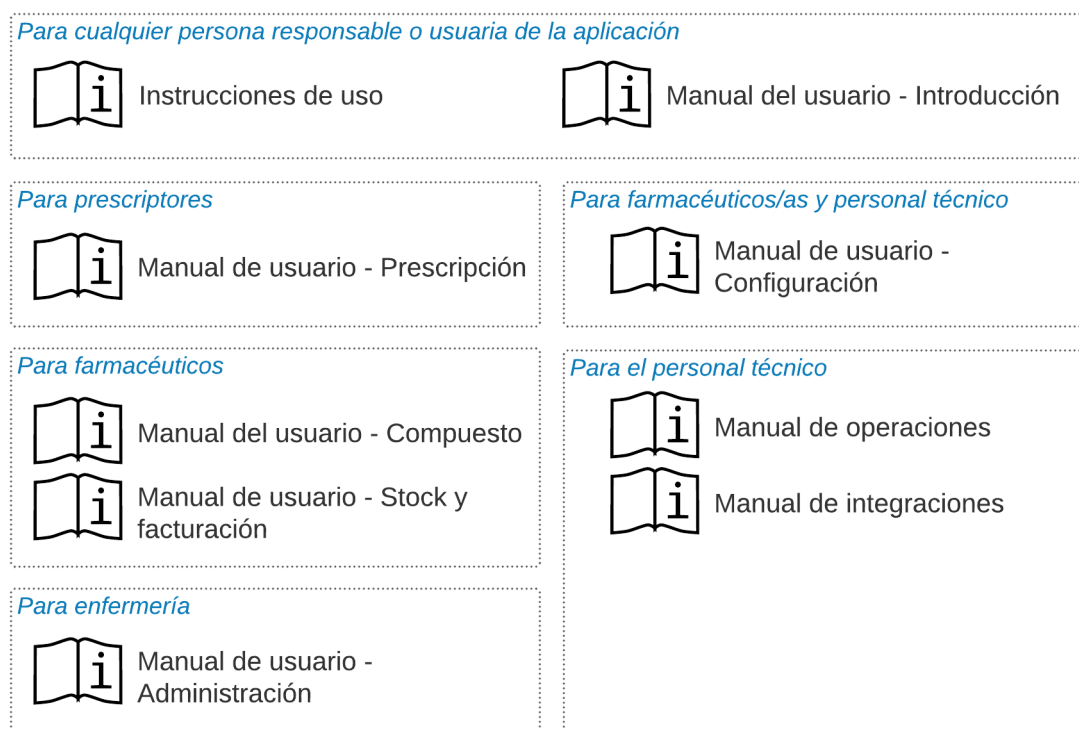 Para cualquier persona responsable o usuaria de la aplicación
Instrucciones de uso
Manual del usuario - Introducción
Para prescriptores
Manual de usuario - Prescripción
Para farmacéuticos/as y personal técnico
Manual de usuario -
Configuración
Para farmacéuticos
Manual del usuario - Compuesto
Manual de usuario - Stock y
facturación
Para el personal técnico
Manual de operaciones
Manual de integraciones
Para enfermería
Manual de usuario -
Administración